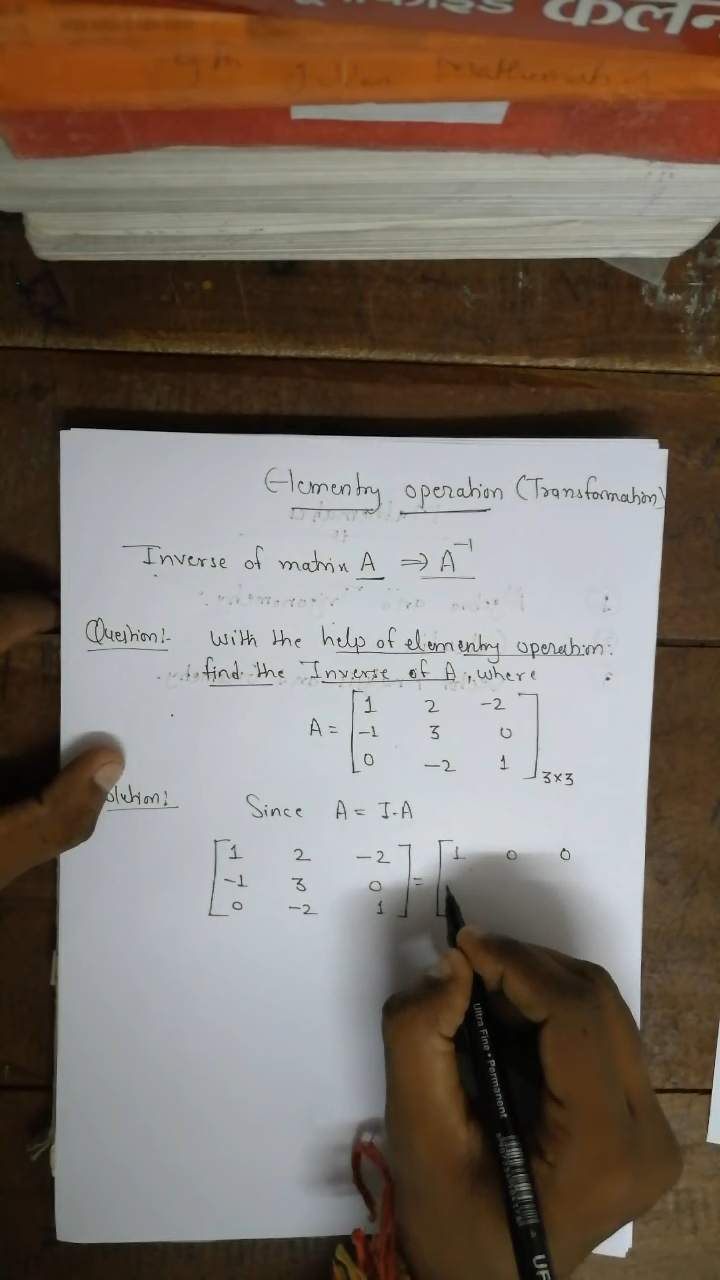 कलन
Elementry operation (Transformation)
Inverse of matrix A ⇒ A⁻¹
Question:- with the help of elementry operation:
find the Inverse of A, where
A = [1 2 -2
-1 3 0
0 -2 1] 3×3
olution:
Since A = I.A
[1 2 -2
-1 3 0
0 -2 1] = [1 0 0
Ultra Fine • Permanent